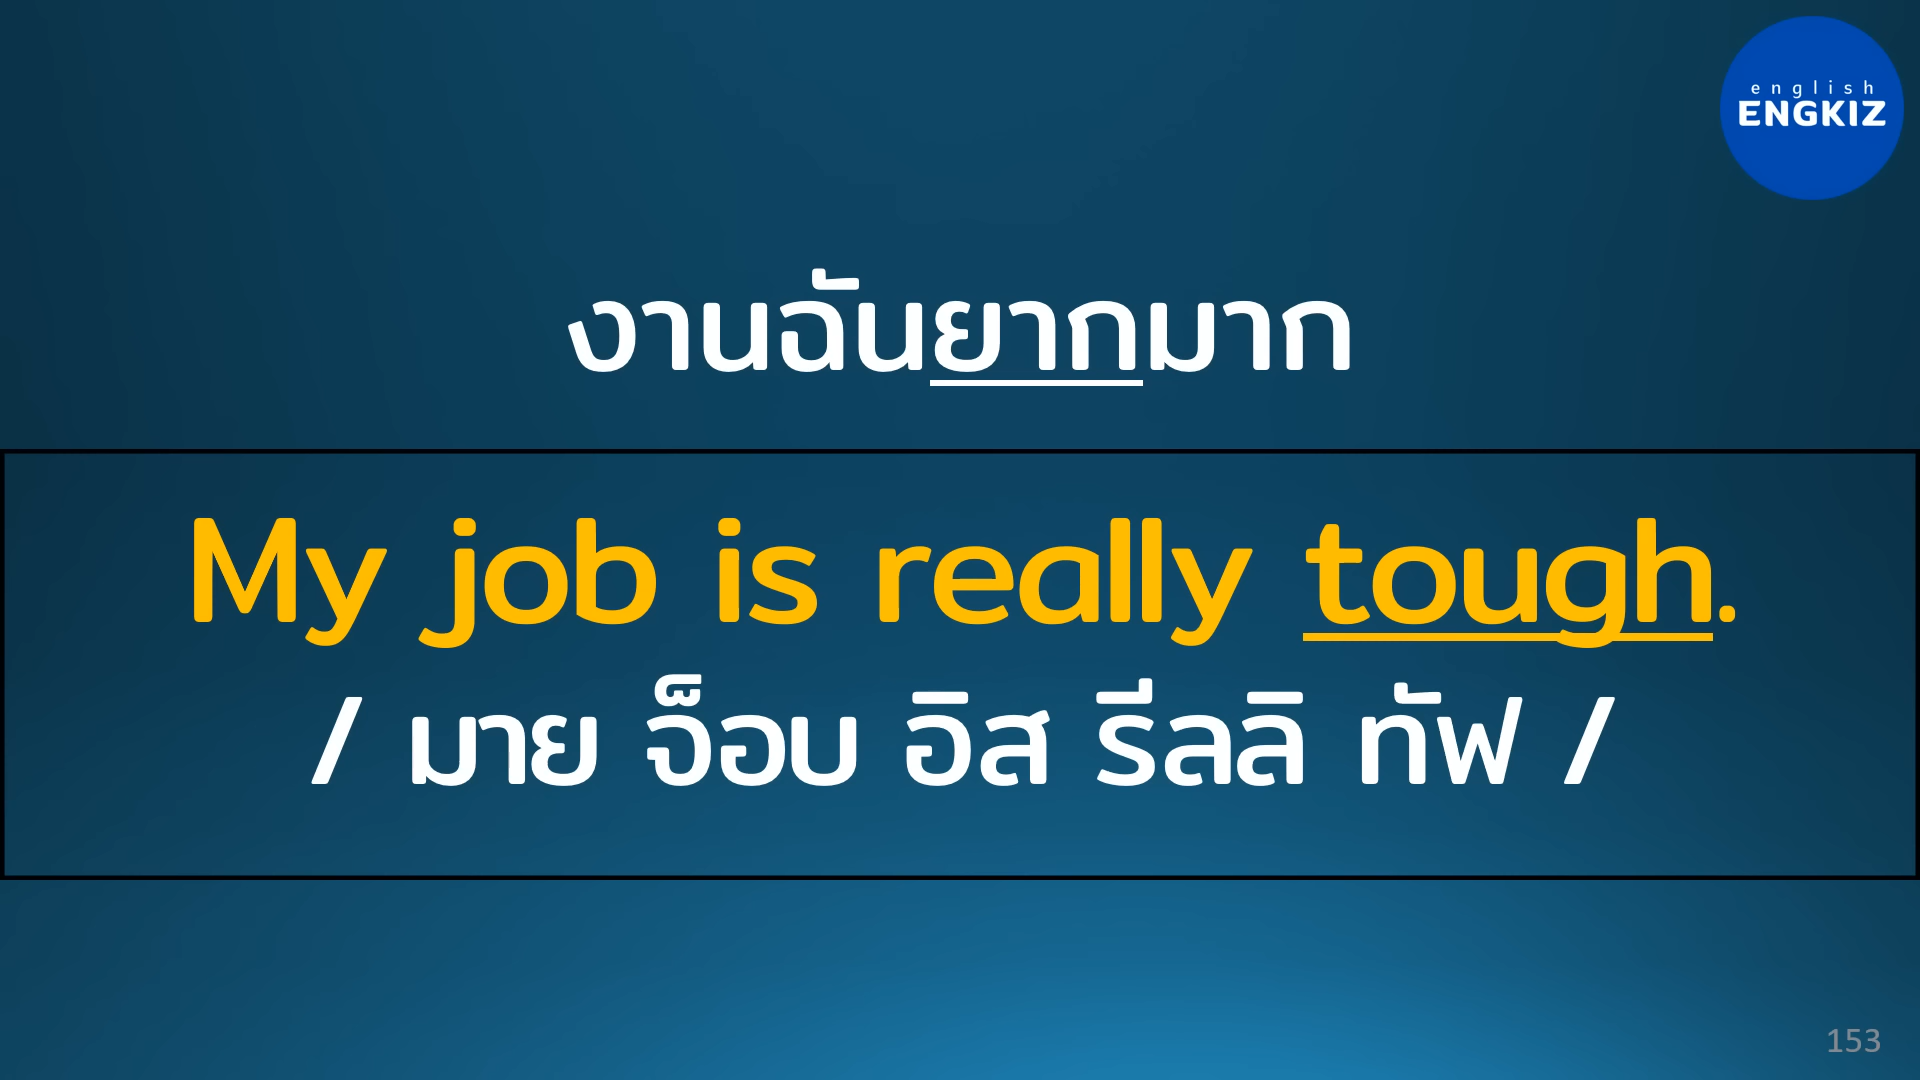 english
ENGKIZ
งานฉันยากมาก
My job is really tough.
/ มาย จ็อบ อิส รีลลิ ทัฟ /
153